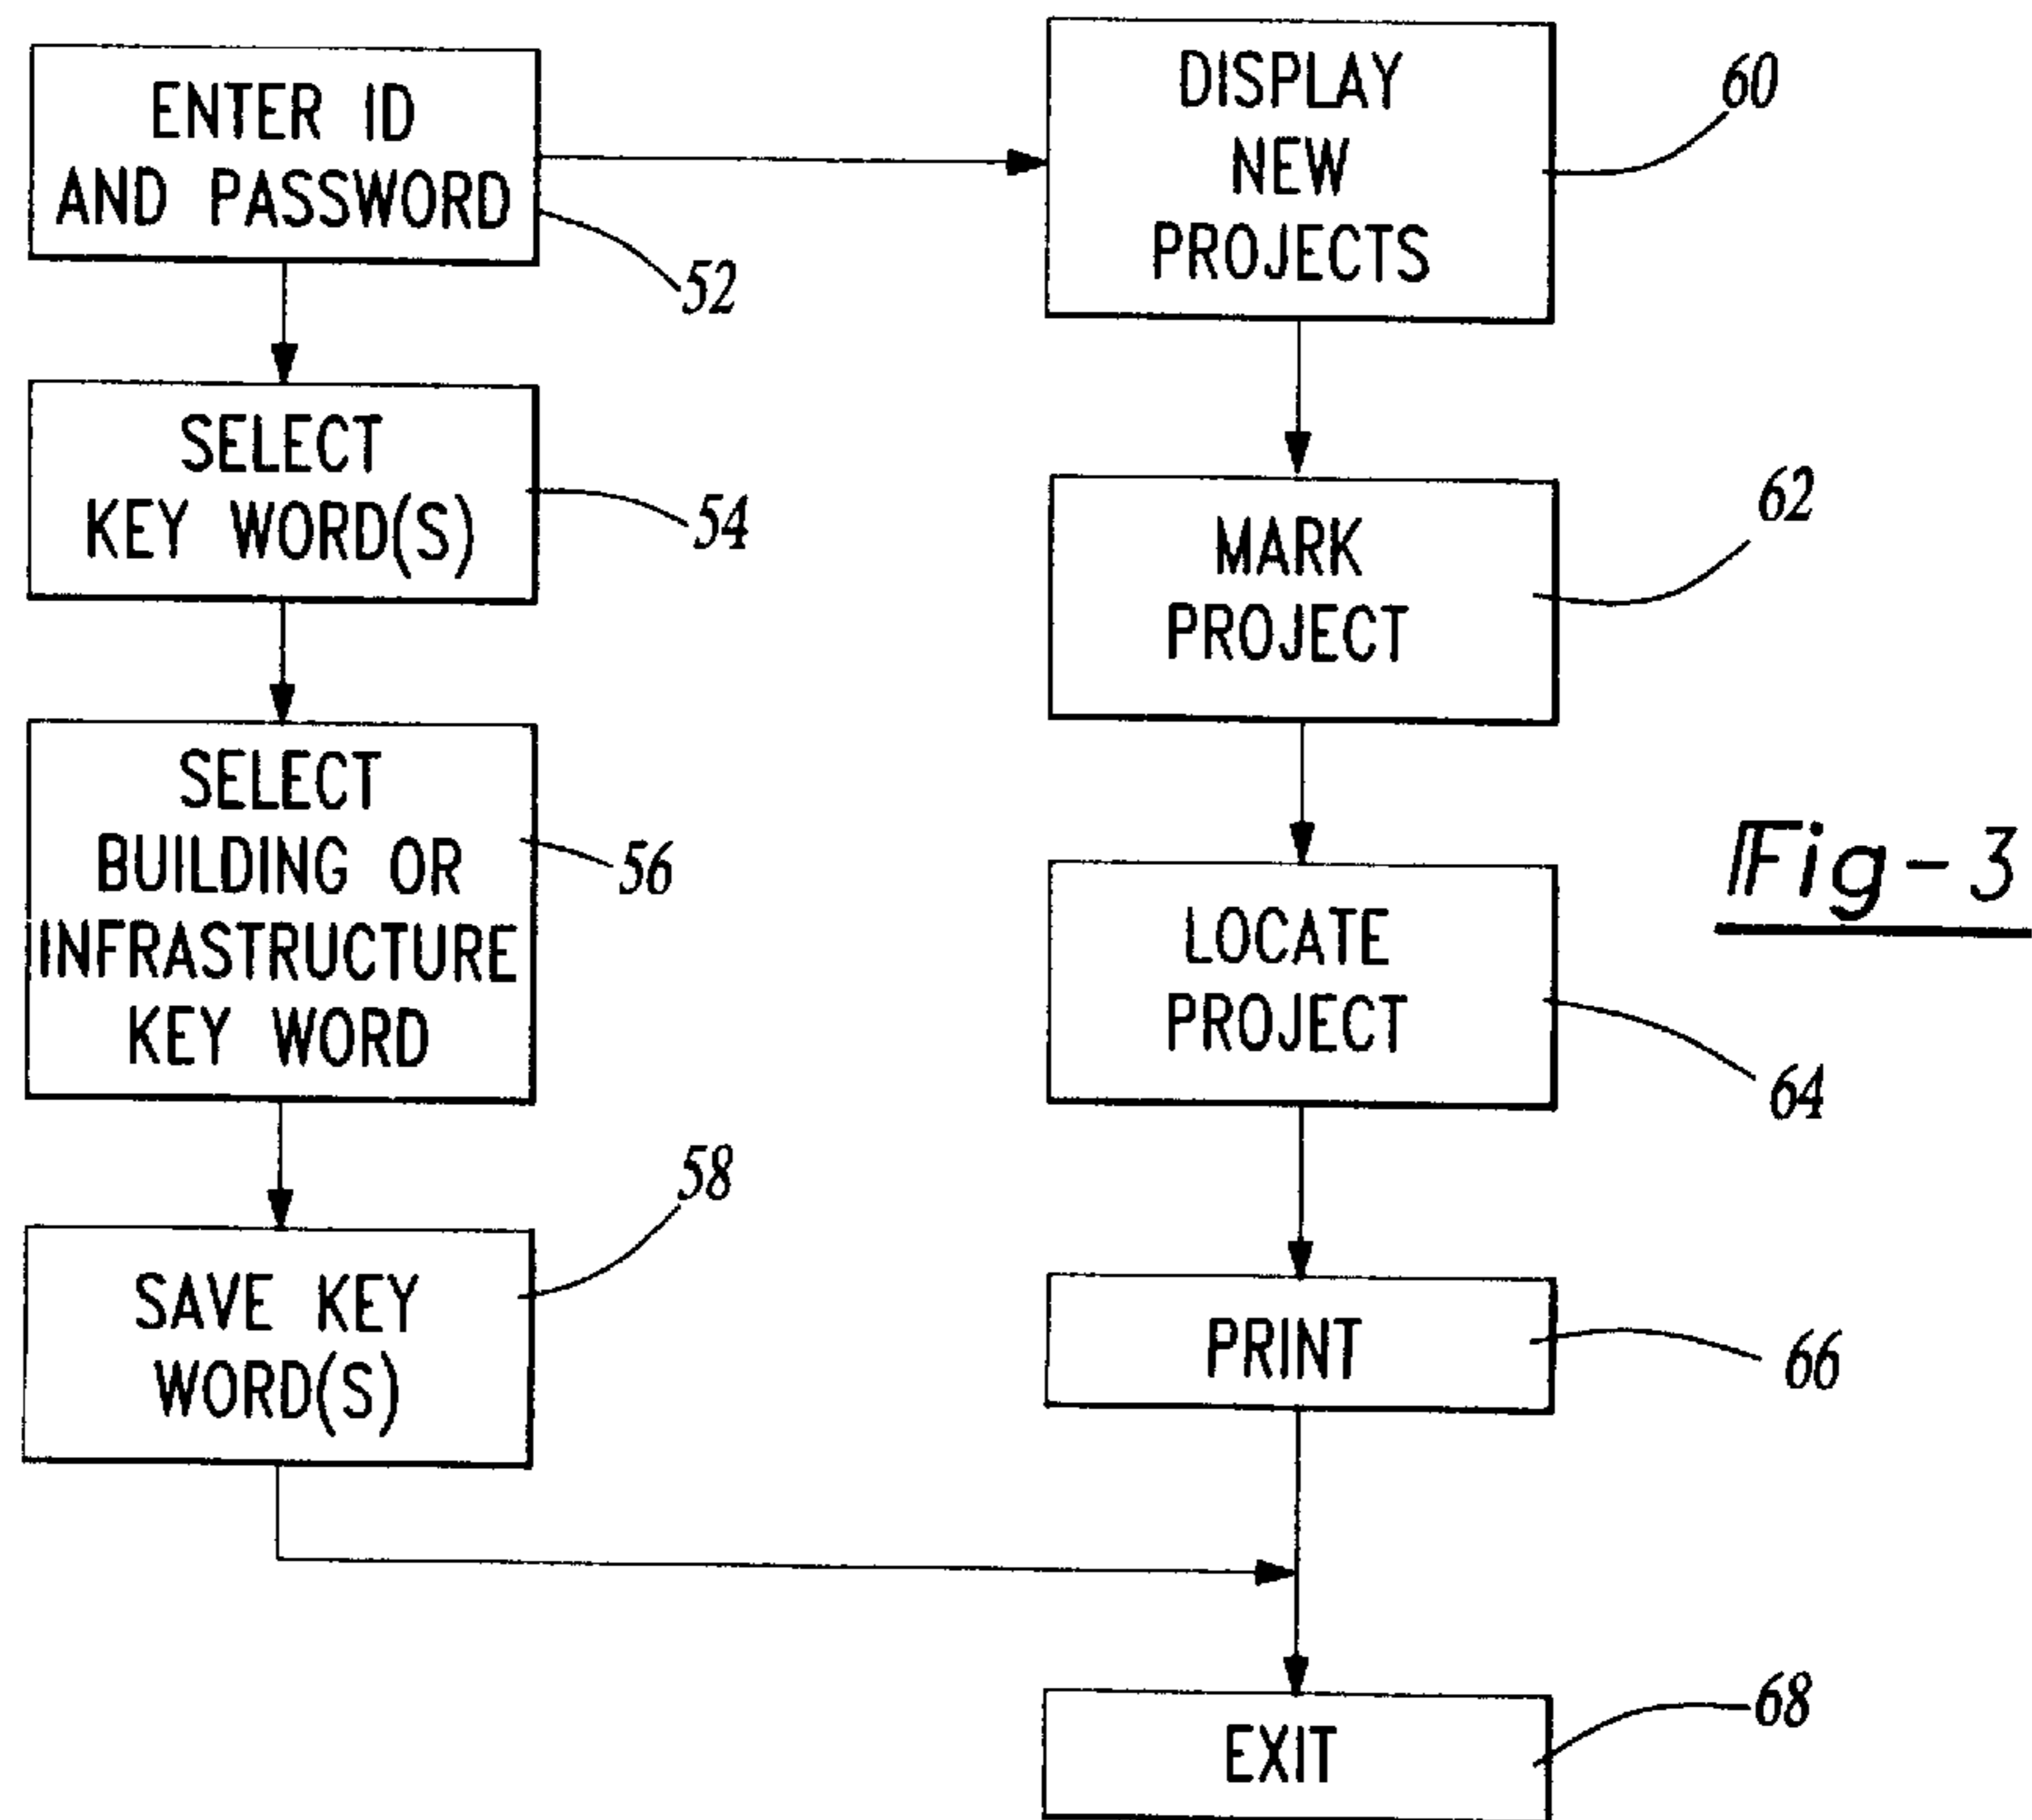 ENTER ID
AND PASSWORD
52
SELECT
KEY WORD(S)
54
SELECT
BUILDING OR
INFRASTRUCTURE
KEY WORD
56
SAVE KEY
WORD(S)
58
DISPLAY
NEW
PROJECTS
60
MARK
PROJECT
62
LOCATE
PROJECT
64
PRINT
66
EXIT
68
Fig-3